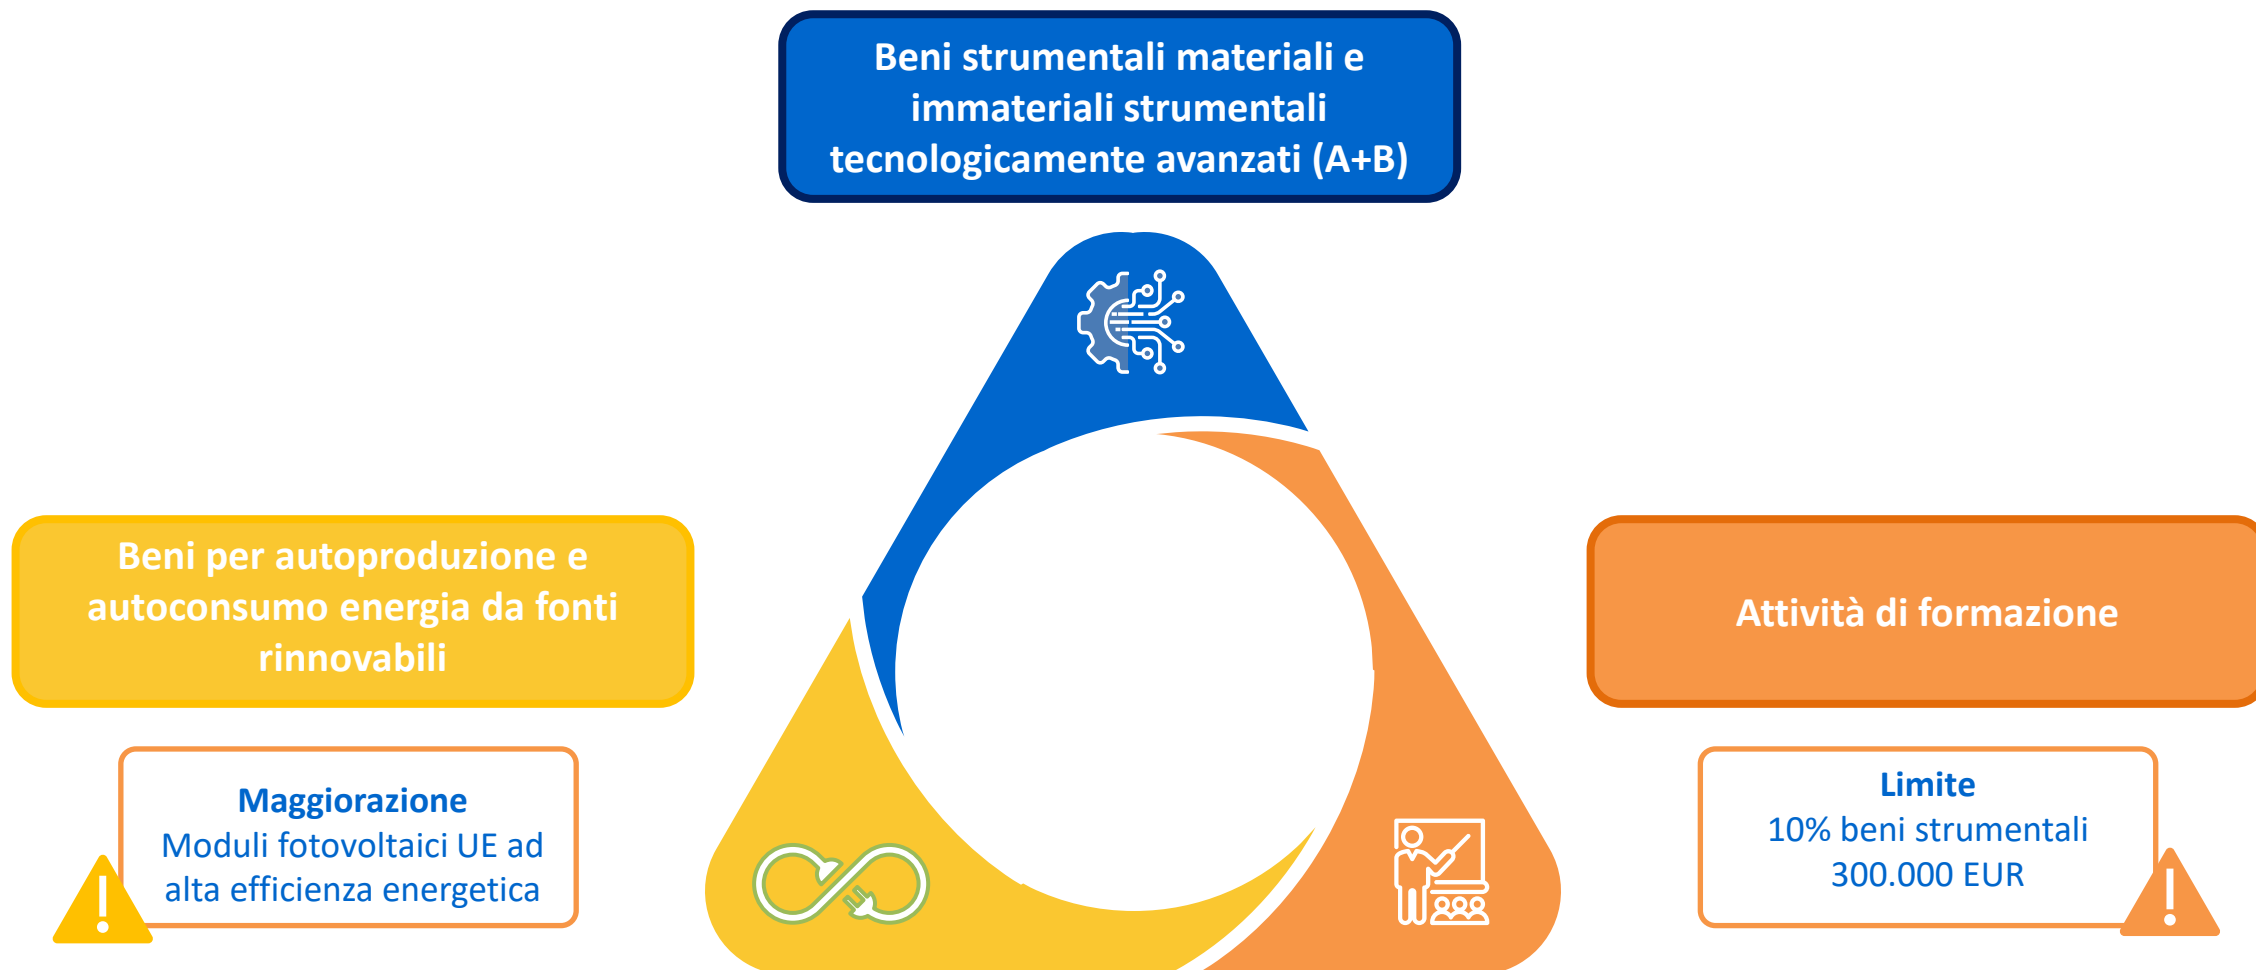 Beni strumentali materiali e
immateriali strumentali
tecnologicamente avanzati (A+B)
Beni per autoproduzione e
autoconsumo energia da fonti
rinnovabili
Maggiorazione
Moduli fotovoltaici UE ad
alta efficienza energetica
Attività di formazione
Limite
10% beni strumentali
300.000 EUR